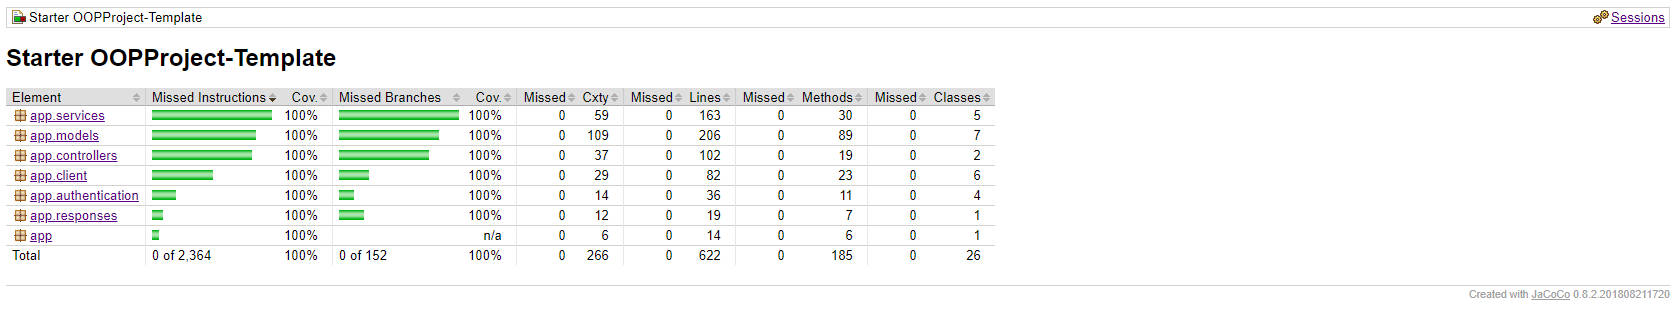 Starter OOPProject-Template Sessions
Starter OOPProject-Template
Element Missed Instructions Cov. Missed Branches Cov. Missed Cxty Missed Lines Missed Methods Missed Classes
app.services 100% 100% 0 59 0 163 0 30 0 5
app.models 100% 100% 0 109 0 206 0 89 0 7
app.controllers 100% 100% 0 37 0 102 0 19 0 2
app.client 100% 100% 0 29 0 82 0 23 0 6
app.authentication 100% 100% 0 14 0 36 0 11 0 4
app.responses 100% 100% 0 12 0 19 0 7 0 1
app 100% n/a 0 6 0 14 0 6 0 1
Total 0 of 2,364 100% 0 of 152 100% 0 266 0 622 0 185 0 26
Created with JaCoCo 0.8.2.201808211720